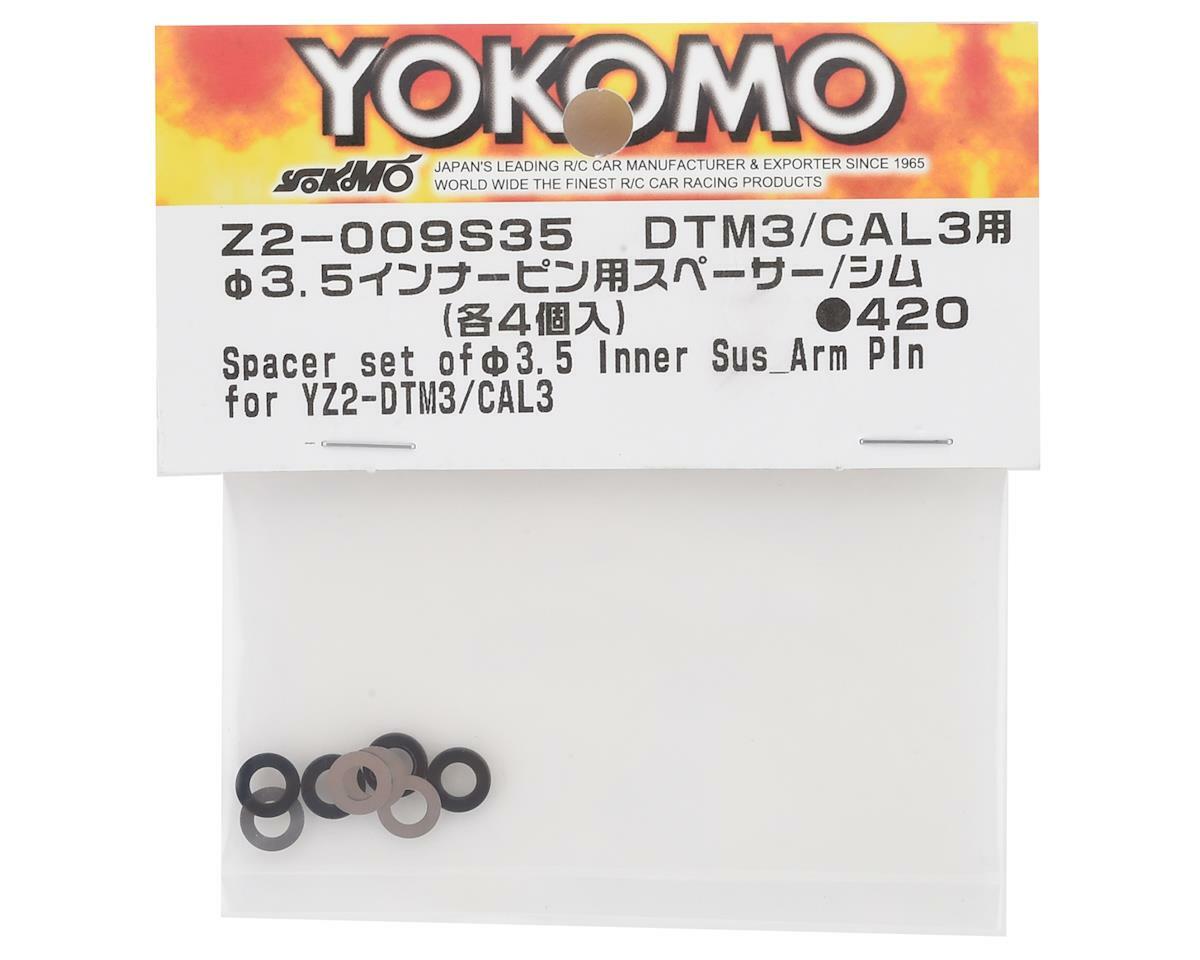 YOKOMO
YOKOMO JAPAN'S LEADING R/C CAR MANUFACTURER & EXPORTER SINCE 1965
WORLD WIDE THE FINEST R/C CAR RACING PRODUCTS
Z2-009S35 DTM3/CAL3用
Φ3.5インナーピン用スペーサー/シム
(各4個入) ●420
Spacer set ofΦ3.5 Inner Sus_Arm PIn
for YZ2-DTM3/CAL3